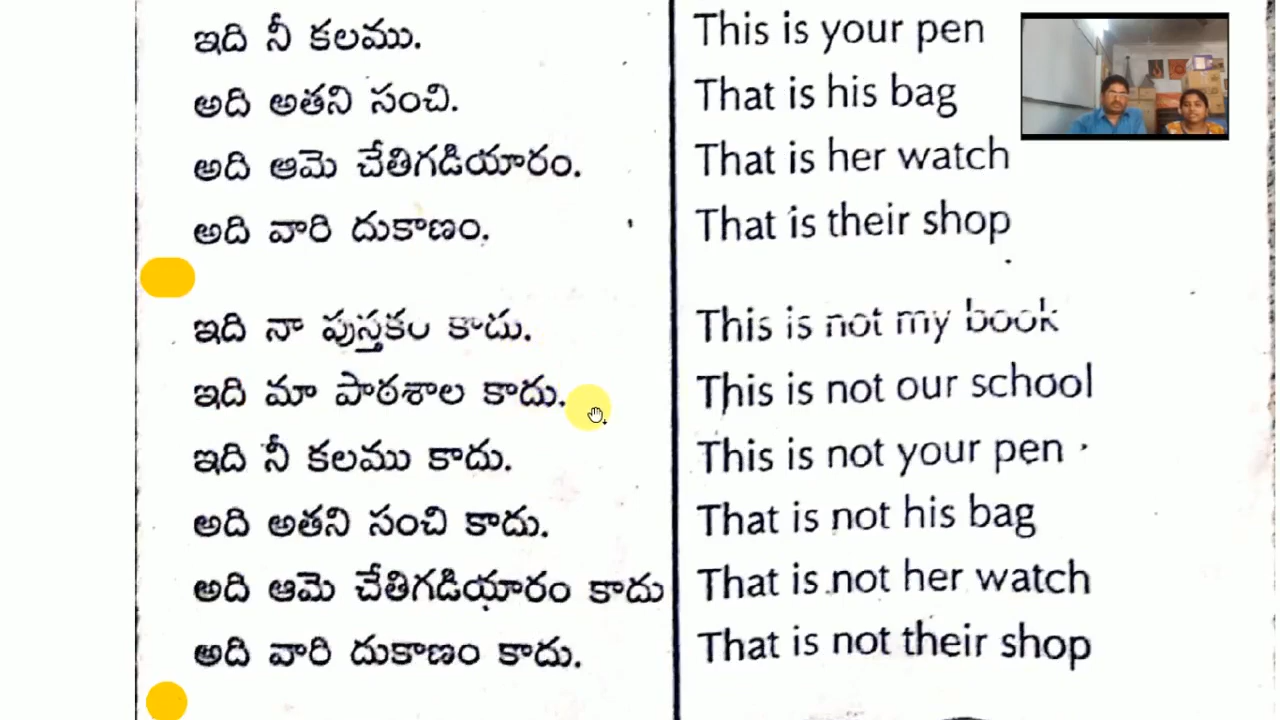 ఇది నీ కలము. This is your pen
అది అతని సంచి. That is his bag
అది ఆమె చేతిగడియారం. That is her watch
అది వారి దుకాణం. That is their shop
ఇది నా పుస్తకం కాదు. This is not my book
ఇది మా పాఠశాల కాదు. This is not our school
ఇది నీ కలము కాదు. This is not your pen
అది అతని సంచి కాదు. That is not his bag
అది ఆమె చేతిగడియారం కాదు That is not her watch
అది వారి దుకాణం కాదు. That is not their shop